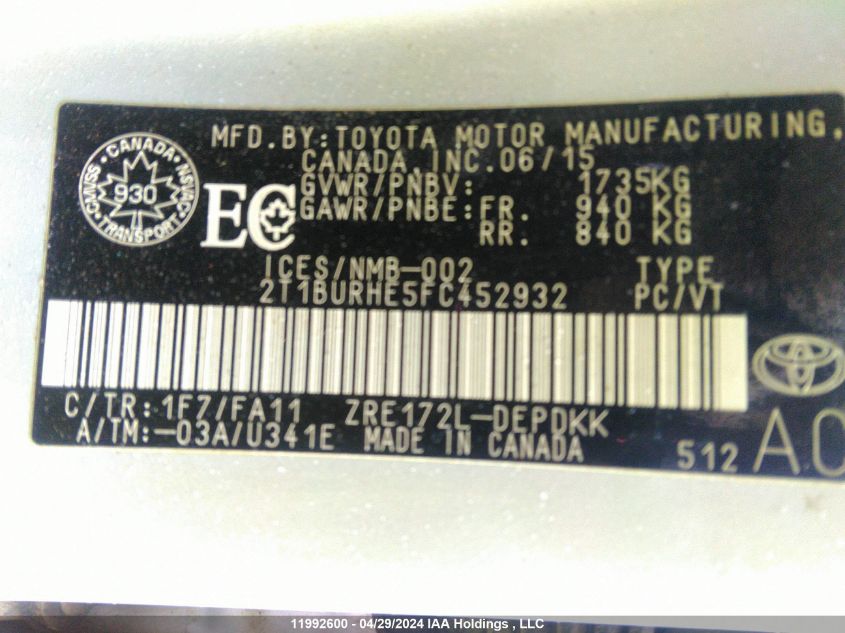 MFD.BY:TOYOTA MOTOR MANUFACTURING,
CANADA,INC.06/15
GVWR/PNBV: 1735KG
GAWR/PNBE:FR. 940 KG
RR. 840 KG
CANADA
CMVSS 930 NSVAC
TRANSPORT
EC
ICES/NMB-002 TYPE
2T1BURHE5FC452932 PC/VT
C/TR:1F7/FA11 ZRE172L-DEPDKK
A/TM:-03A/U341E MADE IN CANADA
512 AC
11992600 - 04/29/2024 IAA Holdings , LLC